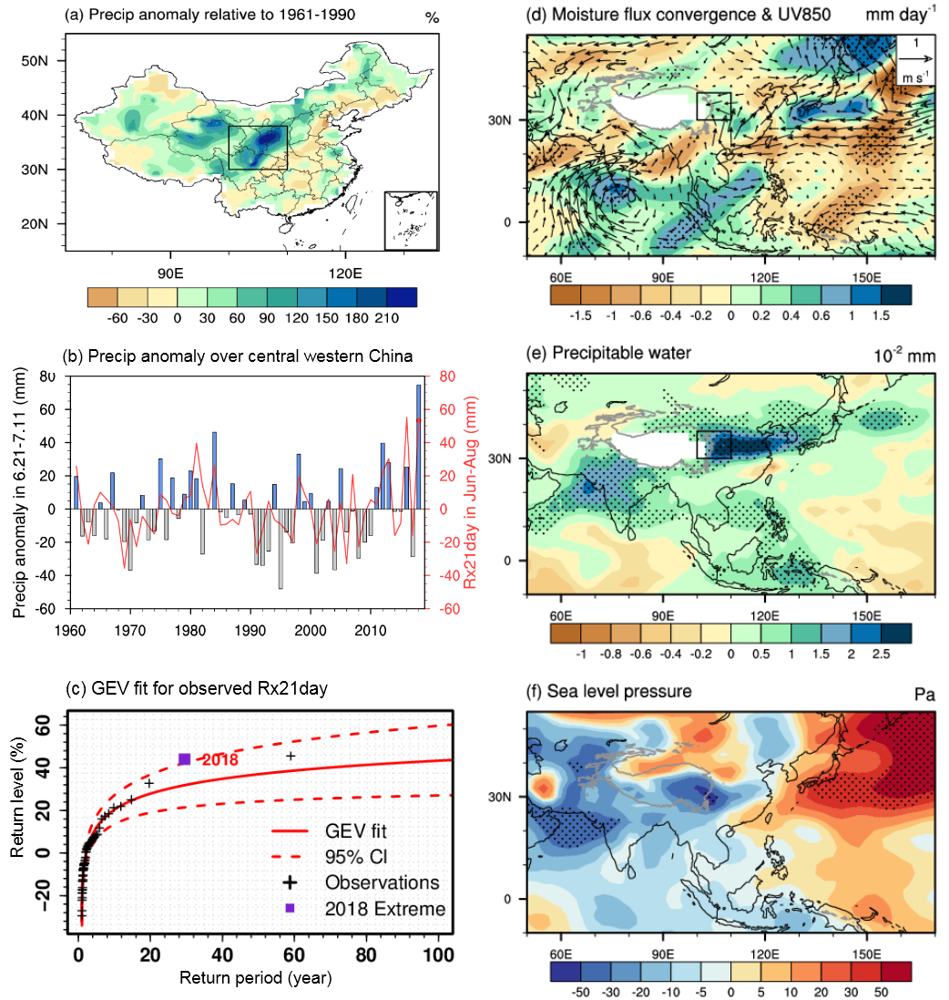 (a) Precip anomaly relative to 1961-1990 %
50N
40N
30N
20N
90E 120E
-60 -30 0 30 60 90 120 150 180 210
(b) Precip anomaly over central western China
Precip anomaly in 6.21-7.11 (mm)
80
60
40
20
0
-20
-40
-60
80
60
40
20
0
-20
-40
-60
Rx21day in Jun-Aug (mm)
1960 1970 1980 1990 2000 2010
(c) GEV fit for observed Rx21day
Return level (%)
60
40
20
0
-20
2018
GEV fit
95% CI
Observations
2018 Extreme
0 20 40 60 80 100
Return period (year)
(d) Moisture flux convergence & UV850 mm day-1
1
m s-1
30N
0
60E 90E 120E 150E
-1.5 -1 -0.6 -0.4 -0.2 0 0.2 0.4 0.6 1 1.5
(e) Precipitable water 10-2 mm
30N
0
60E 90E 120E 150E
-1 -0.8 -0.6 -0.4 -0.2 0 0.5 1 1.5 2 2.5
(f) Sea level pressure Pa
30N
0
60E 90E 120E 150E
-50 -30 -20 -10 -5 0 5 10 20 30 50